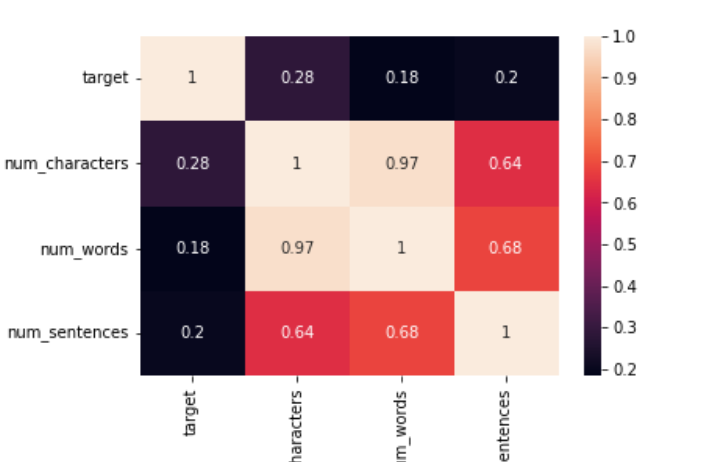 target 1 0.28 0.18 0.2
num_characters 0.28 1 0.97 0.64
num_words 0.18 0.97 1 0.68
num_sentences 0.2 0.64 0.68 1
target haracters um_words entences
1.0
0.9
0.8
0.7
0.6
0.5
0.4
0.3
0.2